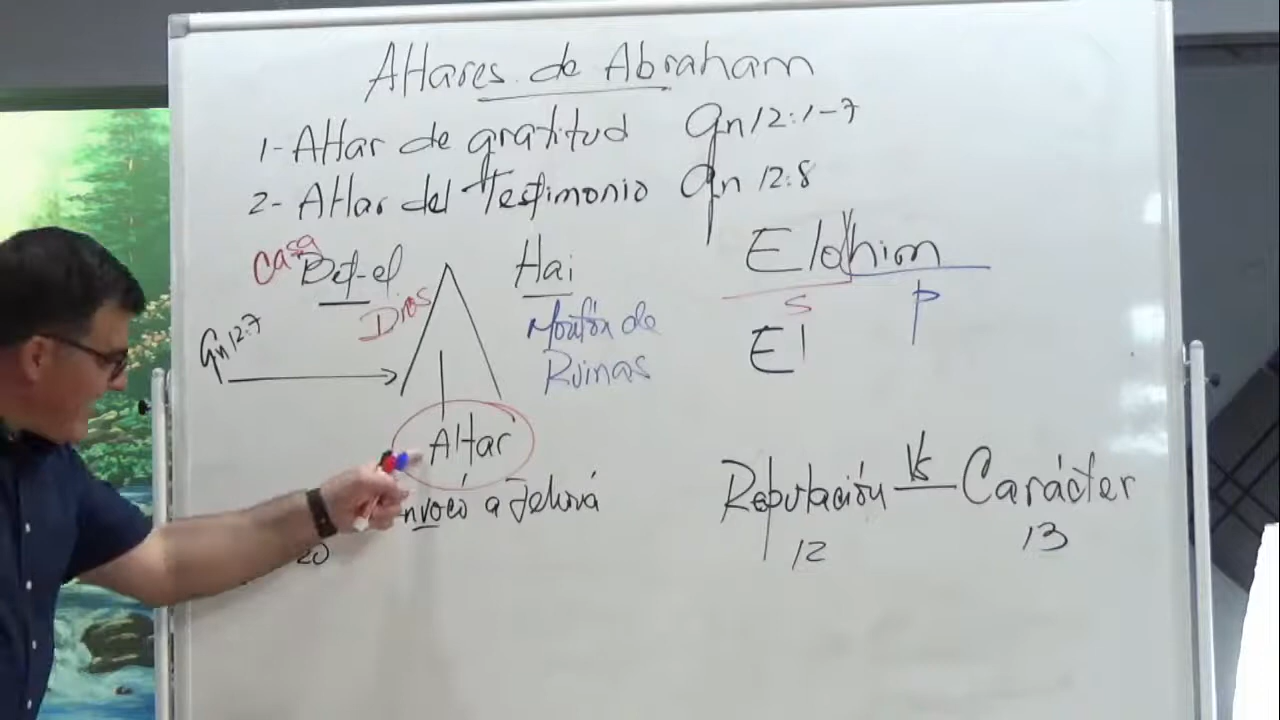 Altares de Abraham
1- Altar de gratitud Gn 12:1-7
2- Altar del Testimonio Gn 12:8
Casa
Bet-el
Dios
Hai
Montón de
Ruinas
Gn 12:7
Elohim
S P
El
Altar
nvocó a Jehová
20
Reputación Vs Carácter
12 13